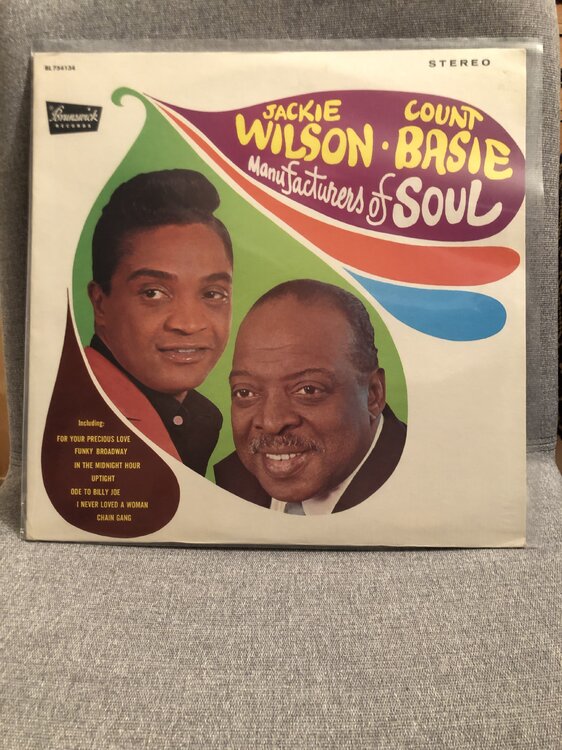 BL 754134
STEREO
Brunswick
RECORDS
JACKIE
WILSON · COUNT
BASIE
Manufacturers of SOUL
Including:
FOR YOUR PRECIOUS LOVE
FUNKY BROADWAY
IN THE MIDNIGHT HOUR
UPTIGHT
ODE TO BILLY JOE
I NEVER LOVED A WOMAN
CHAIN GANG